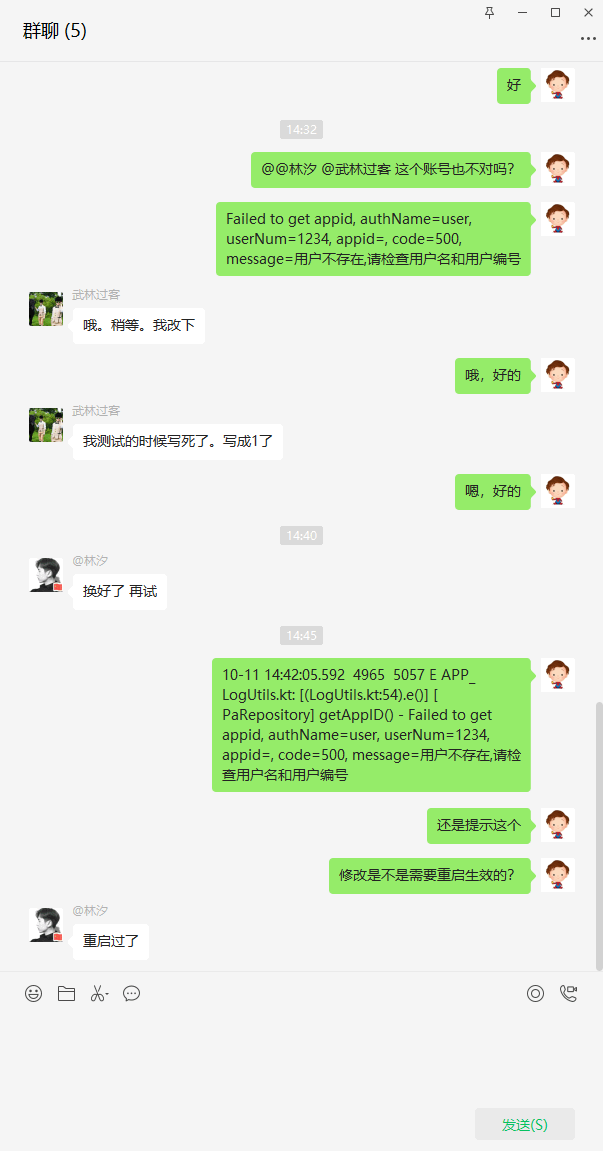 群聊 (5)
好
14:32
@@林汐 @武林过客 这个账号也不对吗?
Failed to get appid, authName=user,
userNum=1234, appid=, code=500,
message=用户不存在,请检查用户名和用户编号
武林过客
哦。稍等。我改下
哦，好的
武林过客
我测试的时候写死了。写成1了
嗯，好的
14:40
@林汐
换好了 再试
14:45
10-11 14:42:05.592  4965  5057 E APP_
LogUtils.kt: [(LogUtils.kt:54).e()] [
PaRepository] getAppID() - Failed to get
appid, authName=user, userNum=1234,
appid=, code=500, message=用户不存在,请检
查用户名和用户编号
还是提示这个
修改是不是需要重启生效的?
@林汐
重启过了
发送(S)